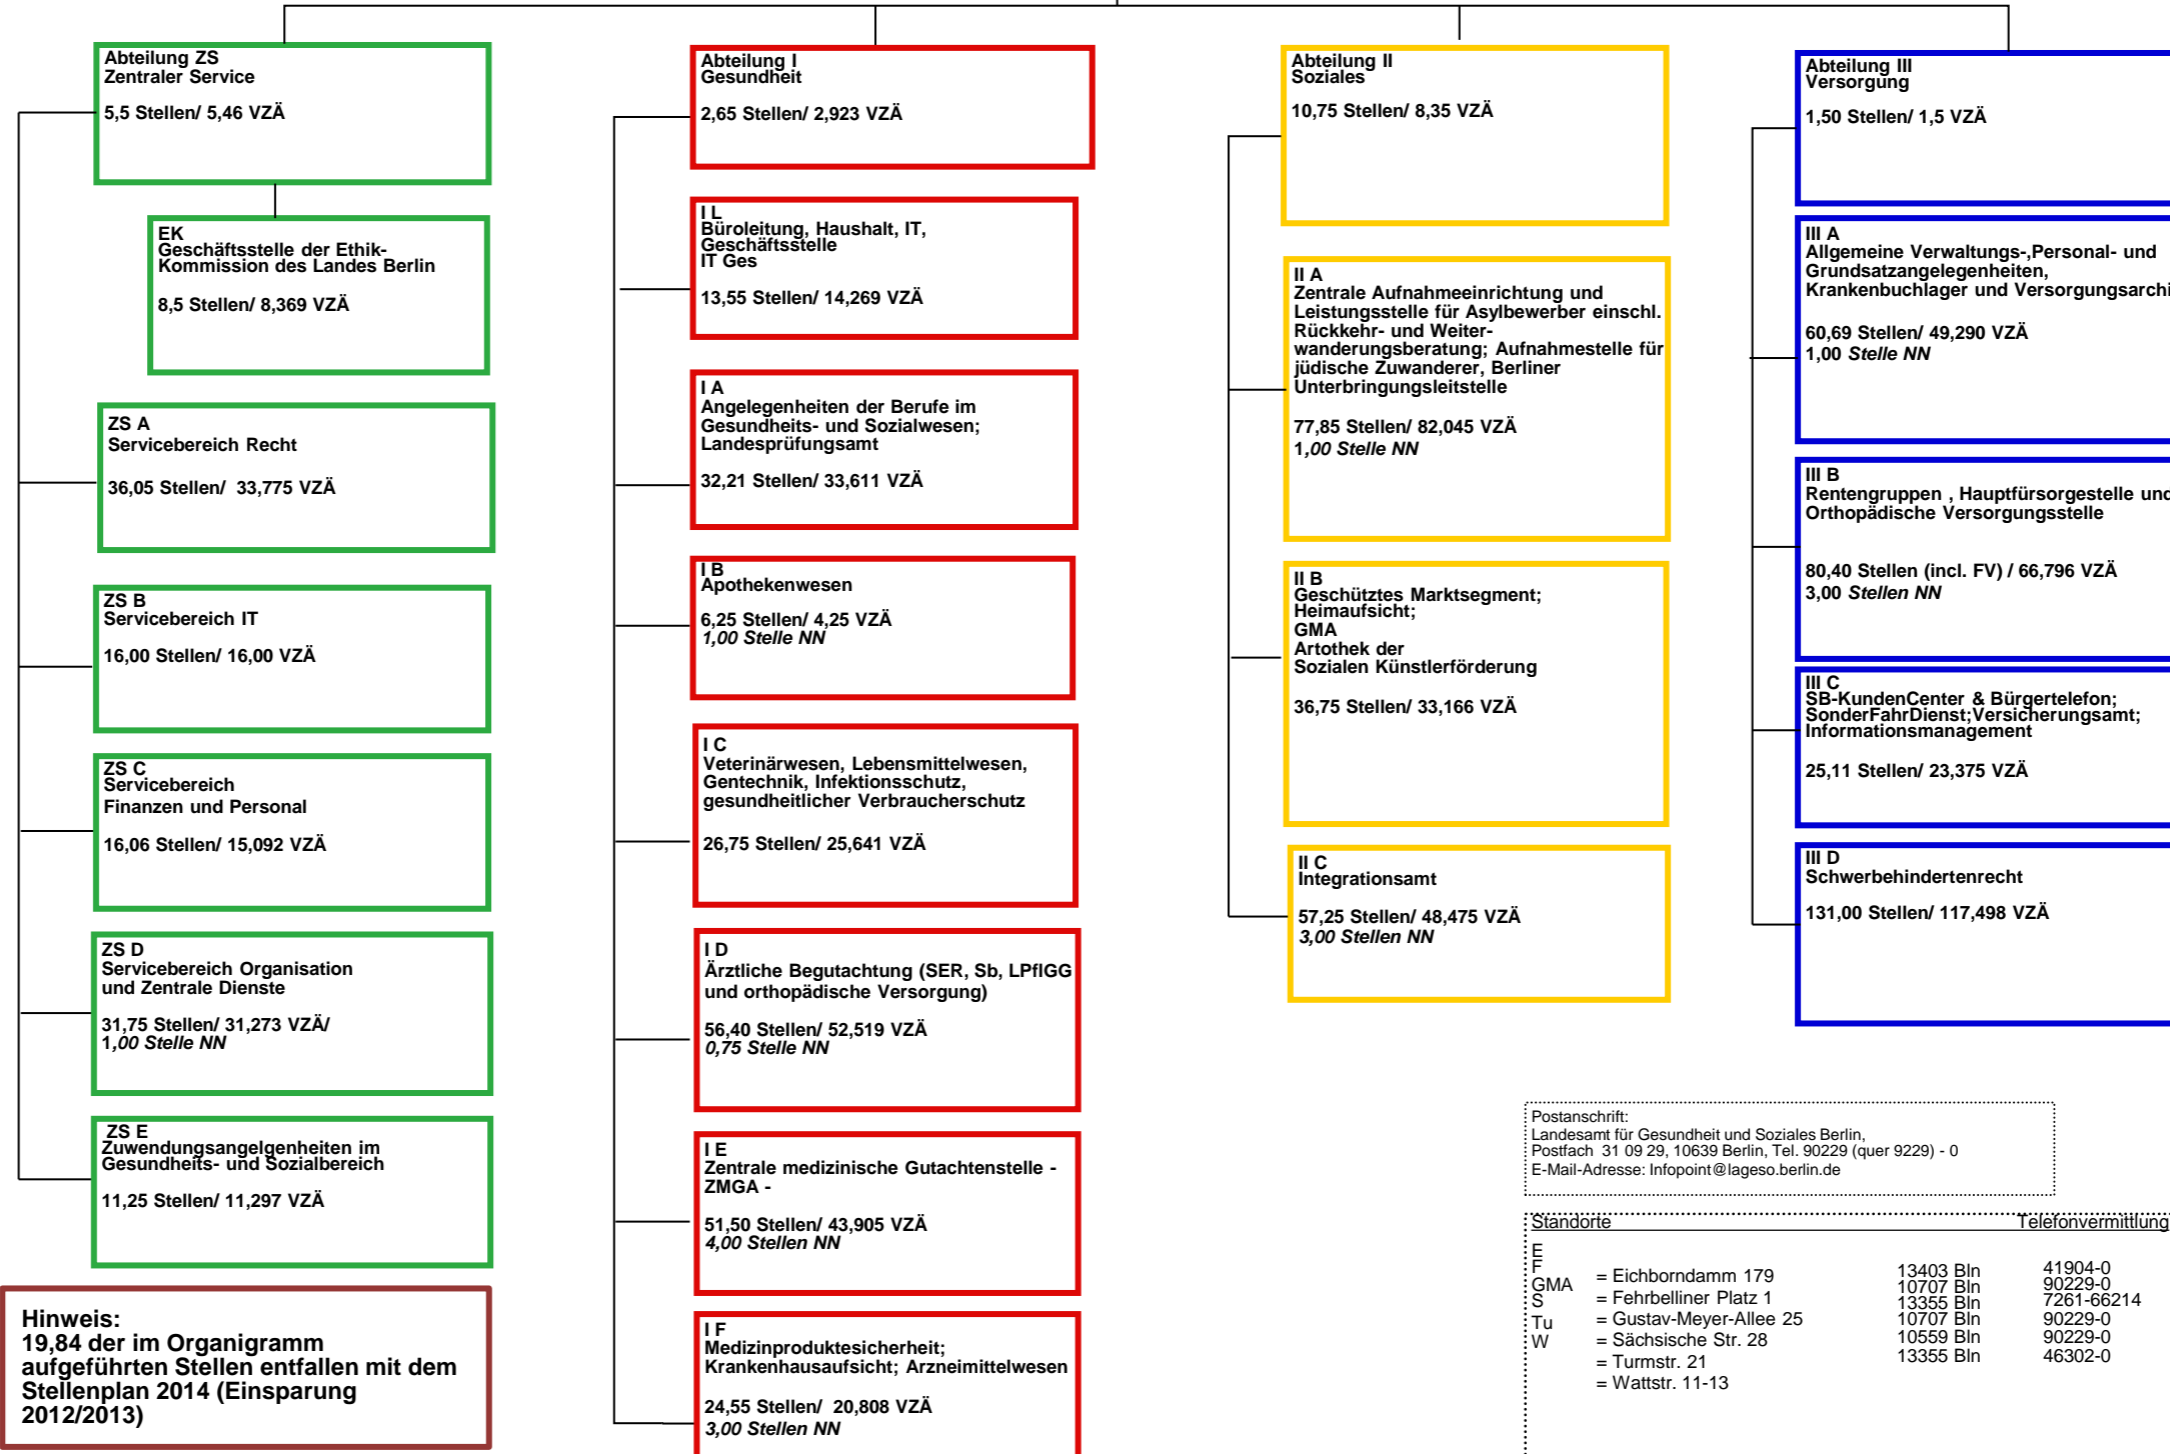 Abteilung ZS
Zentraler Service
5,5 Stellen/ 5,46 VZÄ
EK
Geschäftsstelle der Ethik-
Kommission des Landes Berlin
8,5 Stellen/ 8,369 VZÄ
ZS A
Servicebereich Recht
36,05 Stellen/ 33,775 VZÄ
ZS B
Servicebereich IT
16,00 Stellen/ 16,00 VZÄ
ZS C
Servicebereich
Finanzen und Personal
16,06 Stellen/ 15,092 VZÄ
ZS D
Servicebereich Organisation
und Zentrale Dienste
31,75 Stellen/ 31,273 VZÄ/
1,00 Stelle NN
ZS E
Zuwendungsangelgenheiten im
Gesundheits- und Sozialbereich
11,25 Stellen/ 11,297 VZÄ
Hinweis:
19,84 der im Organigramm
aufgeführten Stellen entfallen mit dem
Stellenplan 2014 (Einsparung
2012/2013)
Abteilung I
Gesundheit
2,65 Stellen/ 2,923 VZÄ
I L
Büroleitung, Haushalt, IT,
Geschäftsstelle
IT Ges
13,55 Stellen/ 14,269 VZÄ
I A
Angelegenheiten der Berufe im
Gesundheits- und Sozialwesen;
Landesprüfungsamt
32,21 Stellen/ 33,611 VZÄ
I B
Apothekenwesen
6,25 Stellen/ 4,25 VZÄ
1,00 Stelle NN
I C
Veterinärwesen, Lebensmittelwesen,
Gentechnik, Infektionsschutz,
gesundheitlicher Verbraucherschutz
26,75 Stellen/ 25,641 VZÄ
I D
Ärztliche Begutachtung (SER, Sb, LPflGG
und orthopädische Versorgung)
56,40 Stellen/ 52,519 VZÄ
0,75 Stelle NN
I E
Zentrale medizinische Gutachtenstelle -
ZMGA -
51,50 Stellen/ 43,905 VZÄ
4,00 Stellen NN
I F
Medizinproduktesicherheit;
Krankenhausaufsicht; Arzneimittelwesen
24,55 Stellen/ 20,808 VZÄ
3,00 Stellen NN
Abteilung II
Soziales
10,75 Stellen/ 8,35 VZÄ
II A
Zentrale Aufnahmeeinrichtung und
Leistungsstelle für Asylbewerber einschl.
Rückkehr- und Weiter-
wanderungsberatung; Aufnahmestelle für
jüdische Zuwanderer, Berliner
Unterbringungsleitstelle
77,85 Stellen/ 82,045 VZÄ
1,00 Stelle NN
II B
Geschütztes Marktsegment;
Heimaufsicht;
GMA
Artothek der
Sozialen Künstlerförderung
36,75 Stellen/ 33,166 VZÄ
II C
Integrationsamt
57,25 Stellen/ 48,475 VZÄ
3,00 Stellen NN
Abteilung III
Versorgung
1,50 Stellen/ 1,5 VZÄ
III A
Allgemeine Verwaltungs-,Personal- und
Grundsatzangelegenheiten,
Krankenbuchlager und Versorgungsarchi
60,69 Stellen/ 49,290 VZÄ
1,00 Stelle NN
III B
Rentengruppen , Hauptfürsorgestelle und
Orthopädische Versorgungsstelle
80,40 Stellen (incl. FV) / 66,796 VZÄ
3,00 Stellen NN
III C
SB-KundenCenter & Bürgertelefon;
SonderFahrDienst;Versicherungsamt;
Informationsmanagement
25,11 Stellen/ 23,375 VZÄ
III D
Schwerbehindertenrecht
131,00 Stellen/ 117,498 VZÄ
Postanschrift:
Landesamt für Gesundheit und Soziales Berlin,
Postfach 31 09 29, 10639 Berlin, Tel. 90229 (quer 9229) - 0
E-Mail-Adresse: Infopoint@lageso.berlin.de
Standorte Telefonvermittlung
E = Eichborndamm 179 13403 Bln 41904-0
F = Fehrbelliner Platz 1 10707 Bln 90229-0
GMA = Gustav-Meyer-Allee 25 13355 Bln 7261-66214
S = Sächsische Str. 28 10707 Bln 90229-0
Tu = Turmstr. 21 10559 Bln 90229-0
W = Wattstr. 11-13 13355 Bln 46302-0